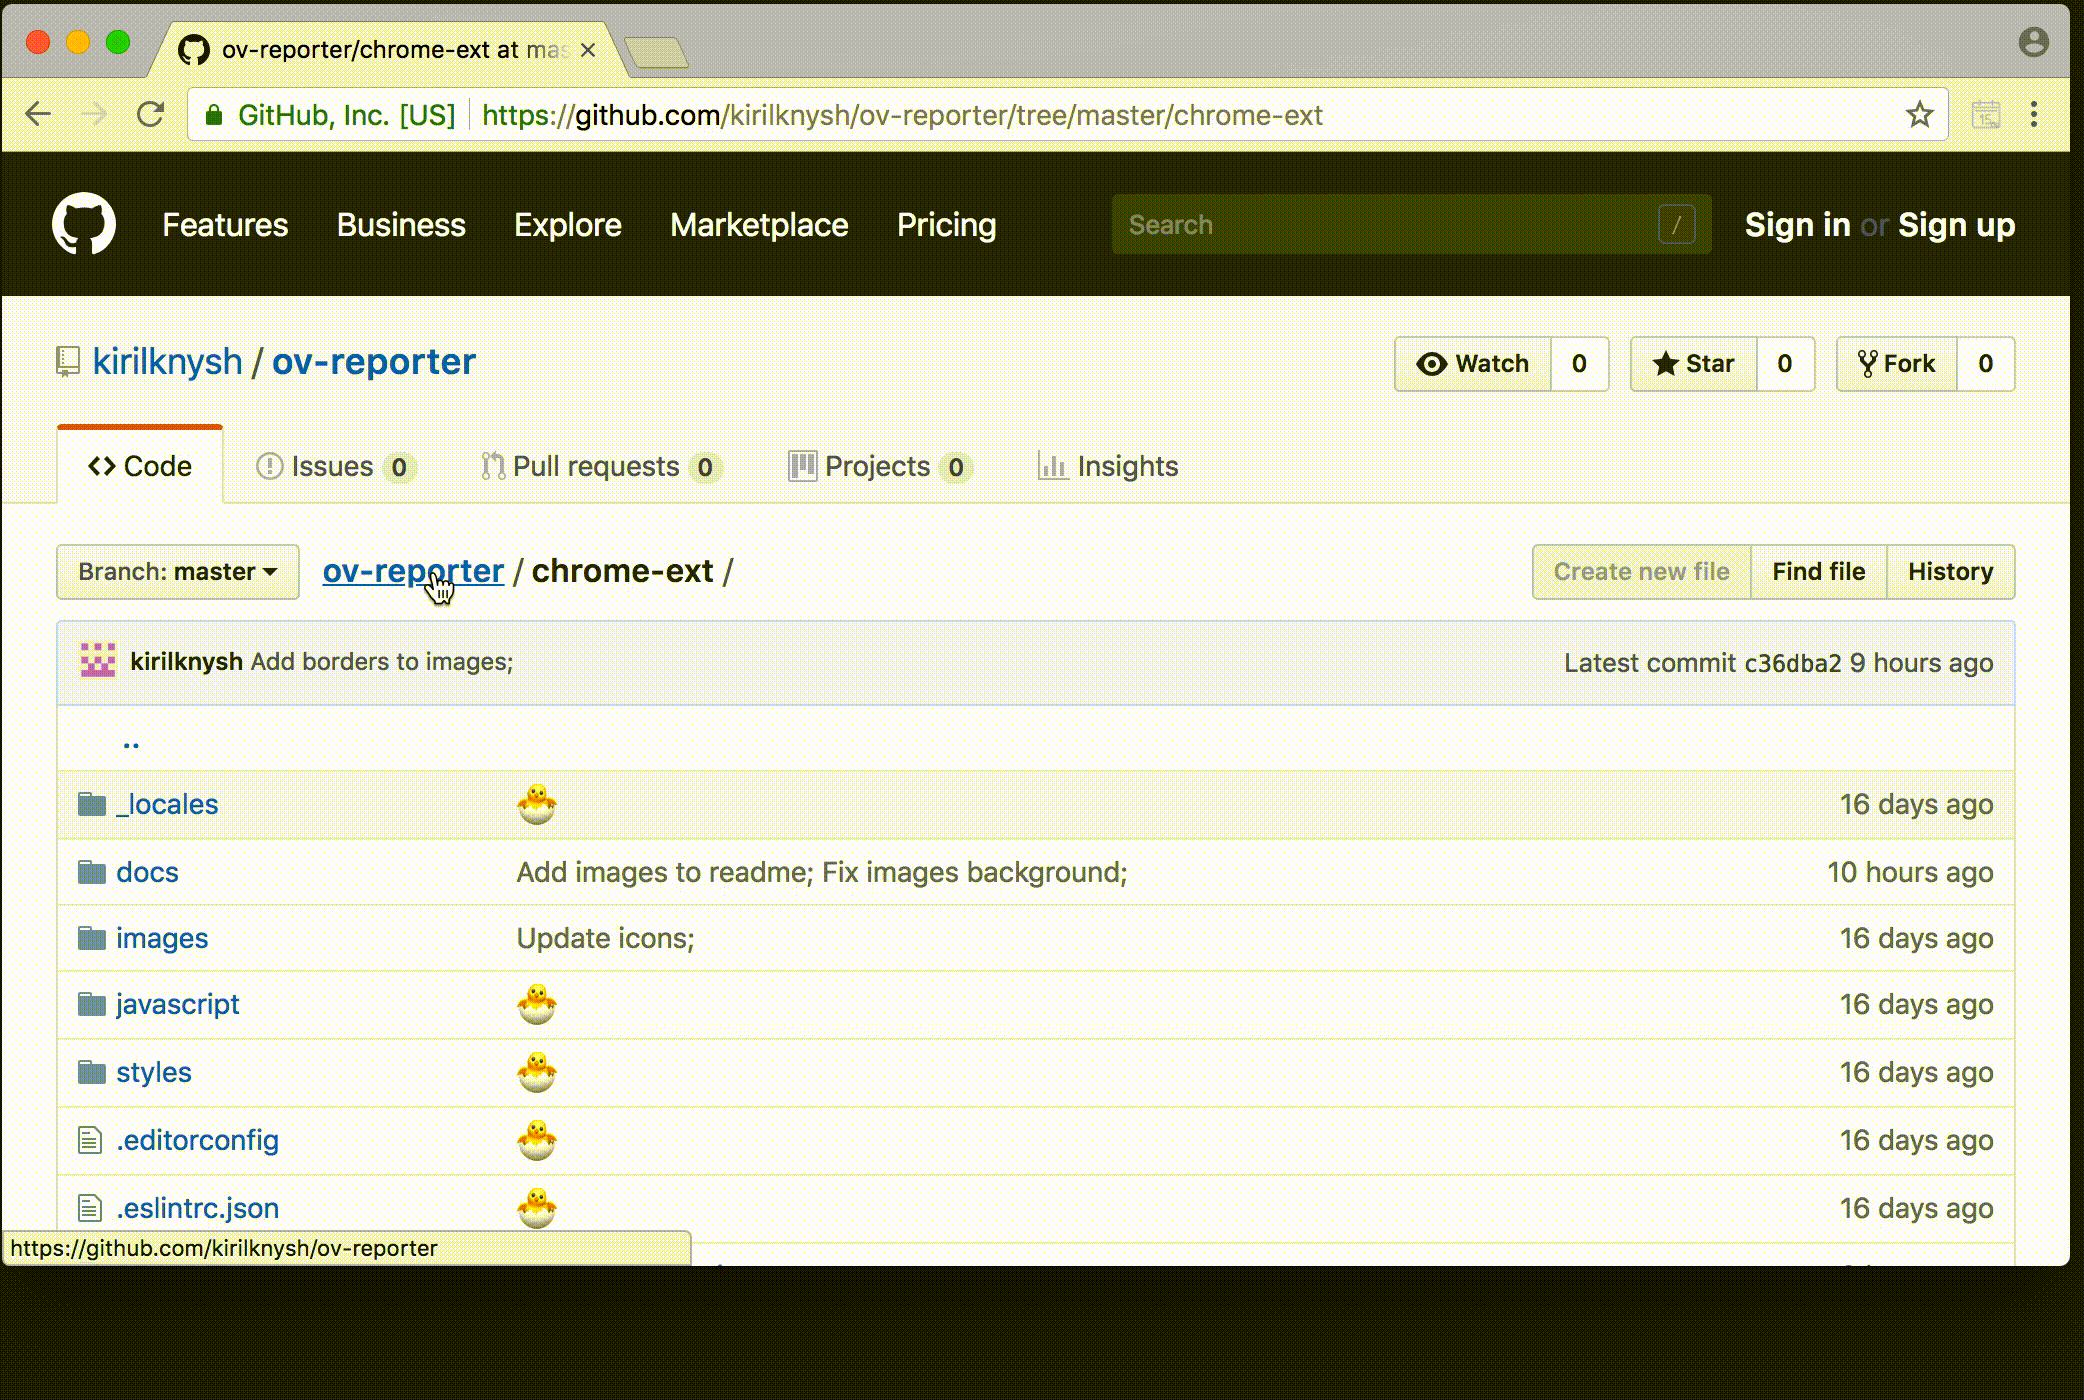 ov-reporter/chrome-ext at mas
GitHub, Inc. [US] https://github.com/kirilknysh/ov-reporter/tree/master/chrome-ext
Features Business Explore Marketplace Pricing Search / Sign in or Sign up
kirilknysh / ov-reporter Watch 0 Star 0 Fork 0
Code Issues 0 Pull requests 0 Projects 0 Insights
Branch: master ov-reporter / chrome-ext / Create new file Find file History
kirilknysh Add borders to images; Latest commit c36dba2 9 hours ago
..
_locales 16 days ago
docs Add images to readme; Fix images background; 10 hours ago
images Update icons; 16 days ago
javascript 16 days ago
styles 16 days ago
.editorconfig 16 days ago
.eslintrc.json 16 days ago
https://github.com/kirilknysh/ov-reporter